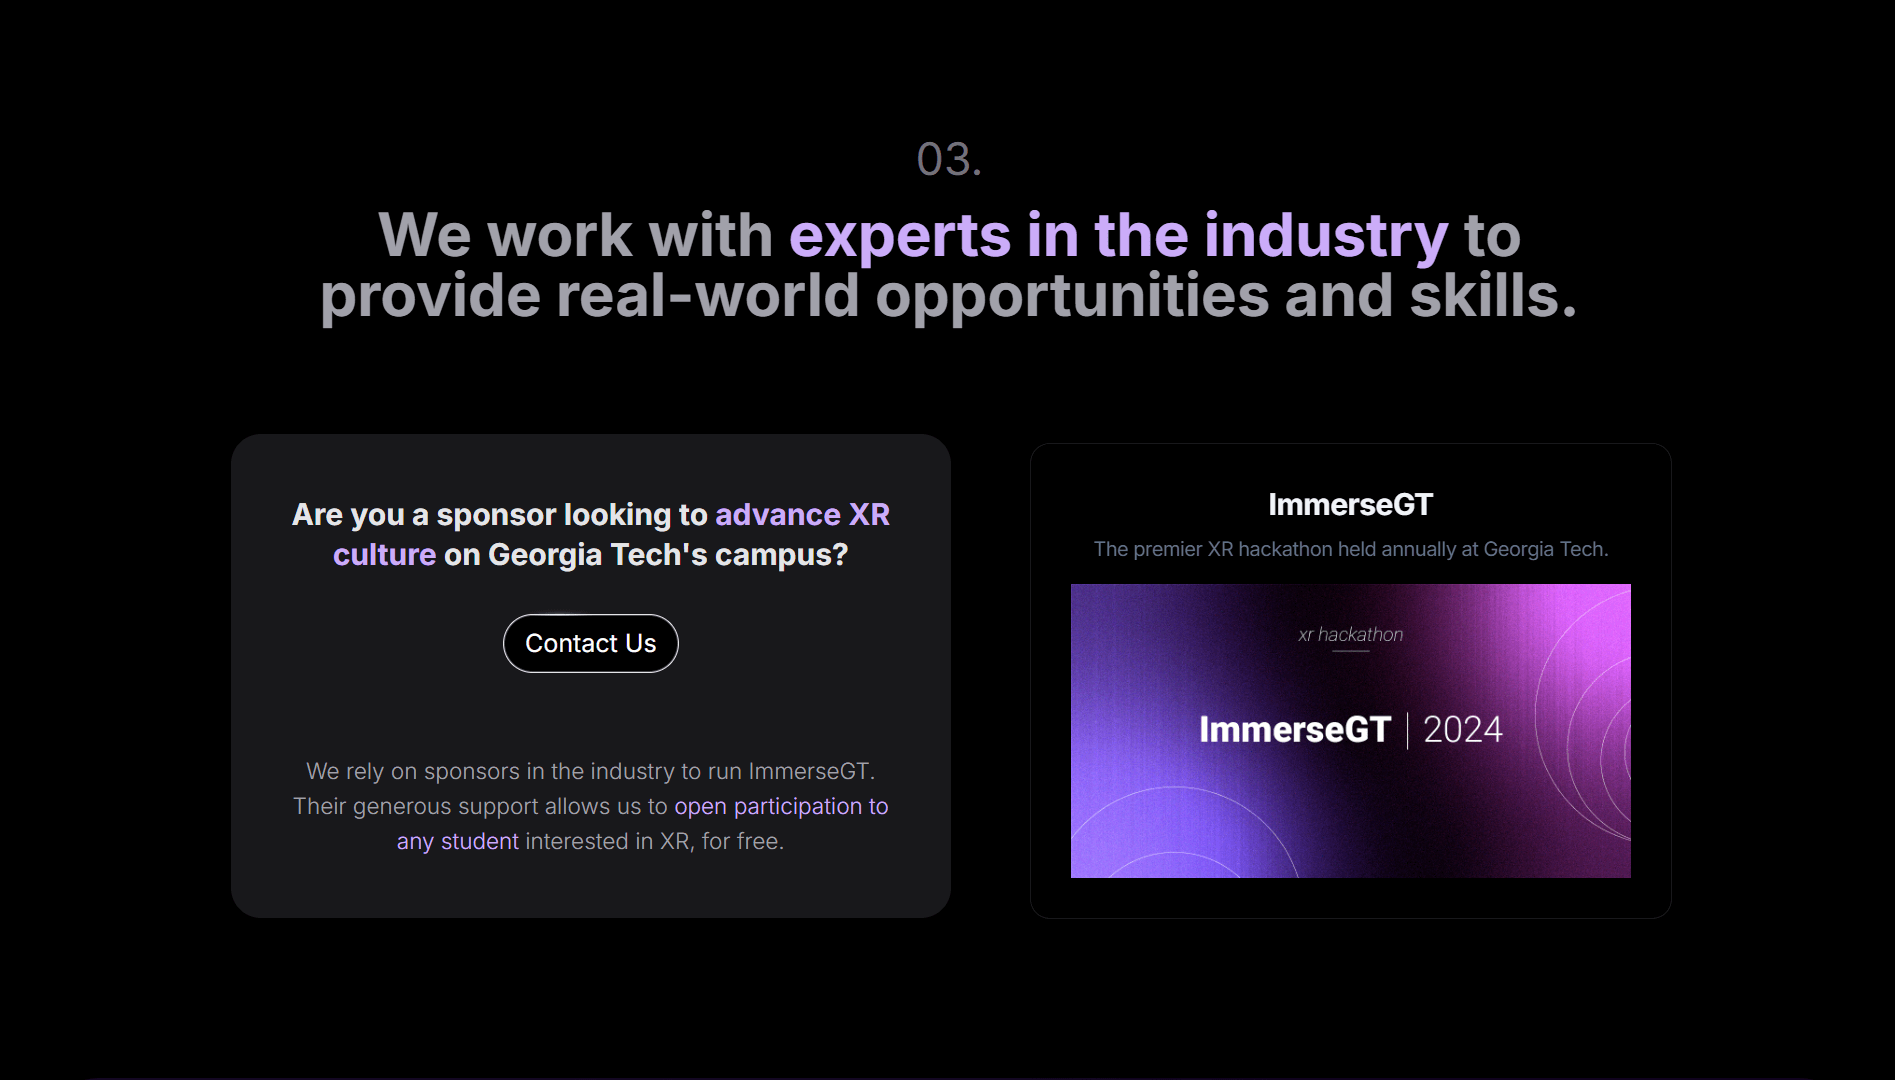 03.
We work with experts in the industry to
provide real-world opportunities and skills.
Are you a sponsor looking to advance XR
culture on Georgia Tech's campus?
Contact Us
We rely on sponsors in the industry to run ImmerseGT.
Their generous support allows us to open participation to
any student interested in XR, for free.
ImmerseGT
The premier XR hackathon held annually at Georgia Tech.
xr hackathon
ImmerseGT | 2024